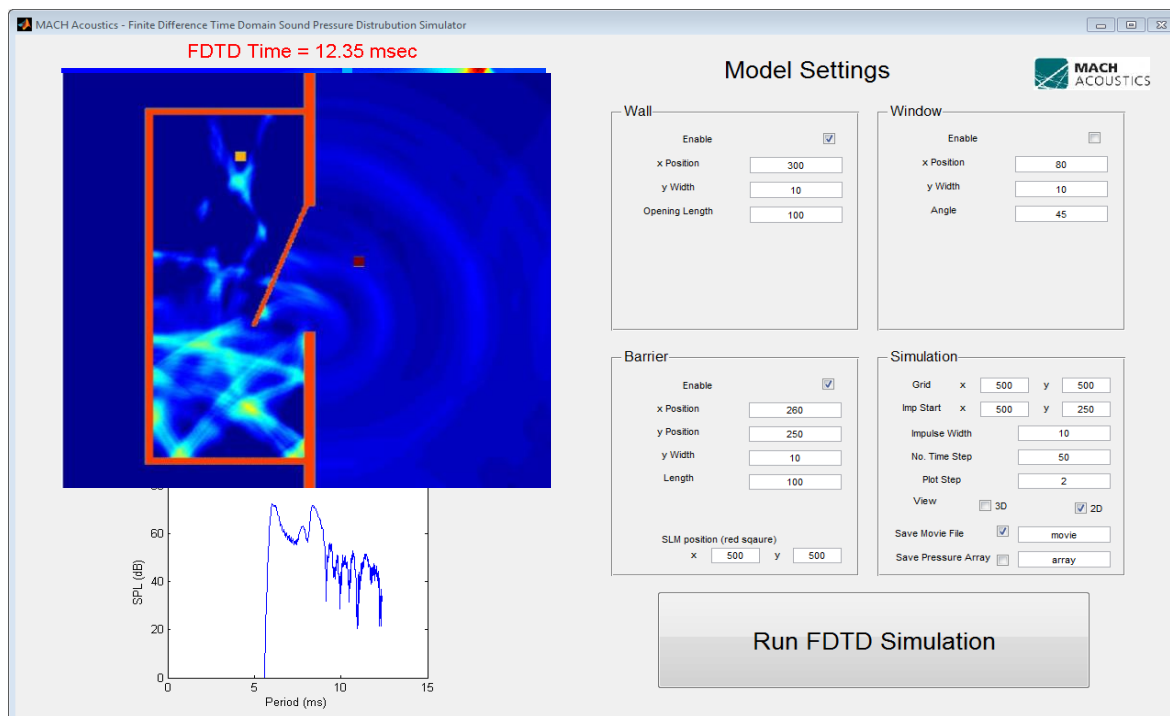 MACH Acoustics - Finite Difference Time Domain Sound Pressure Distrubution Simulator
FDTD Time = 12.35 msec
Model Settings
MACH
ACOUSTICS
Wall
Enable
x Position 300
y Width 10
Opening Length 100
Window
Enable
x Position 80
y Width 10
Angle 45
Barrier
Enable
x Position 260
y Position 250
y Width 10
Length 100
SLM position (red sqaure)
x 500 y 500
Simulation
Grid x 500 y 500
Imp Start x 500 y 250
Impulse Width 10
No. Time Step 50
Plot Step 2
View 3D 2D
Save Movie File movie
Save Pressure Array array
Run FDTD Simulation
60
40
20
0
SPL (dB)
0 5 10 15
Period (ms)